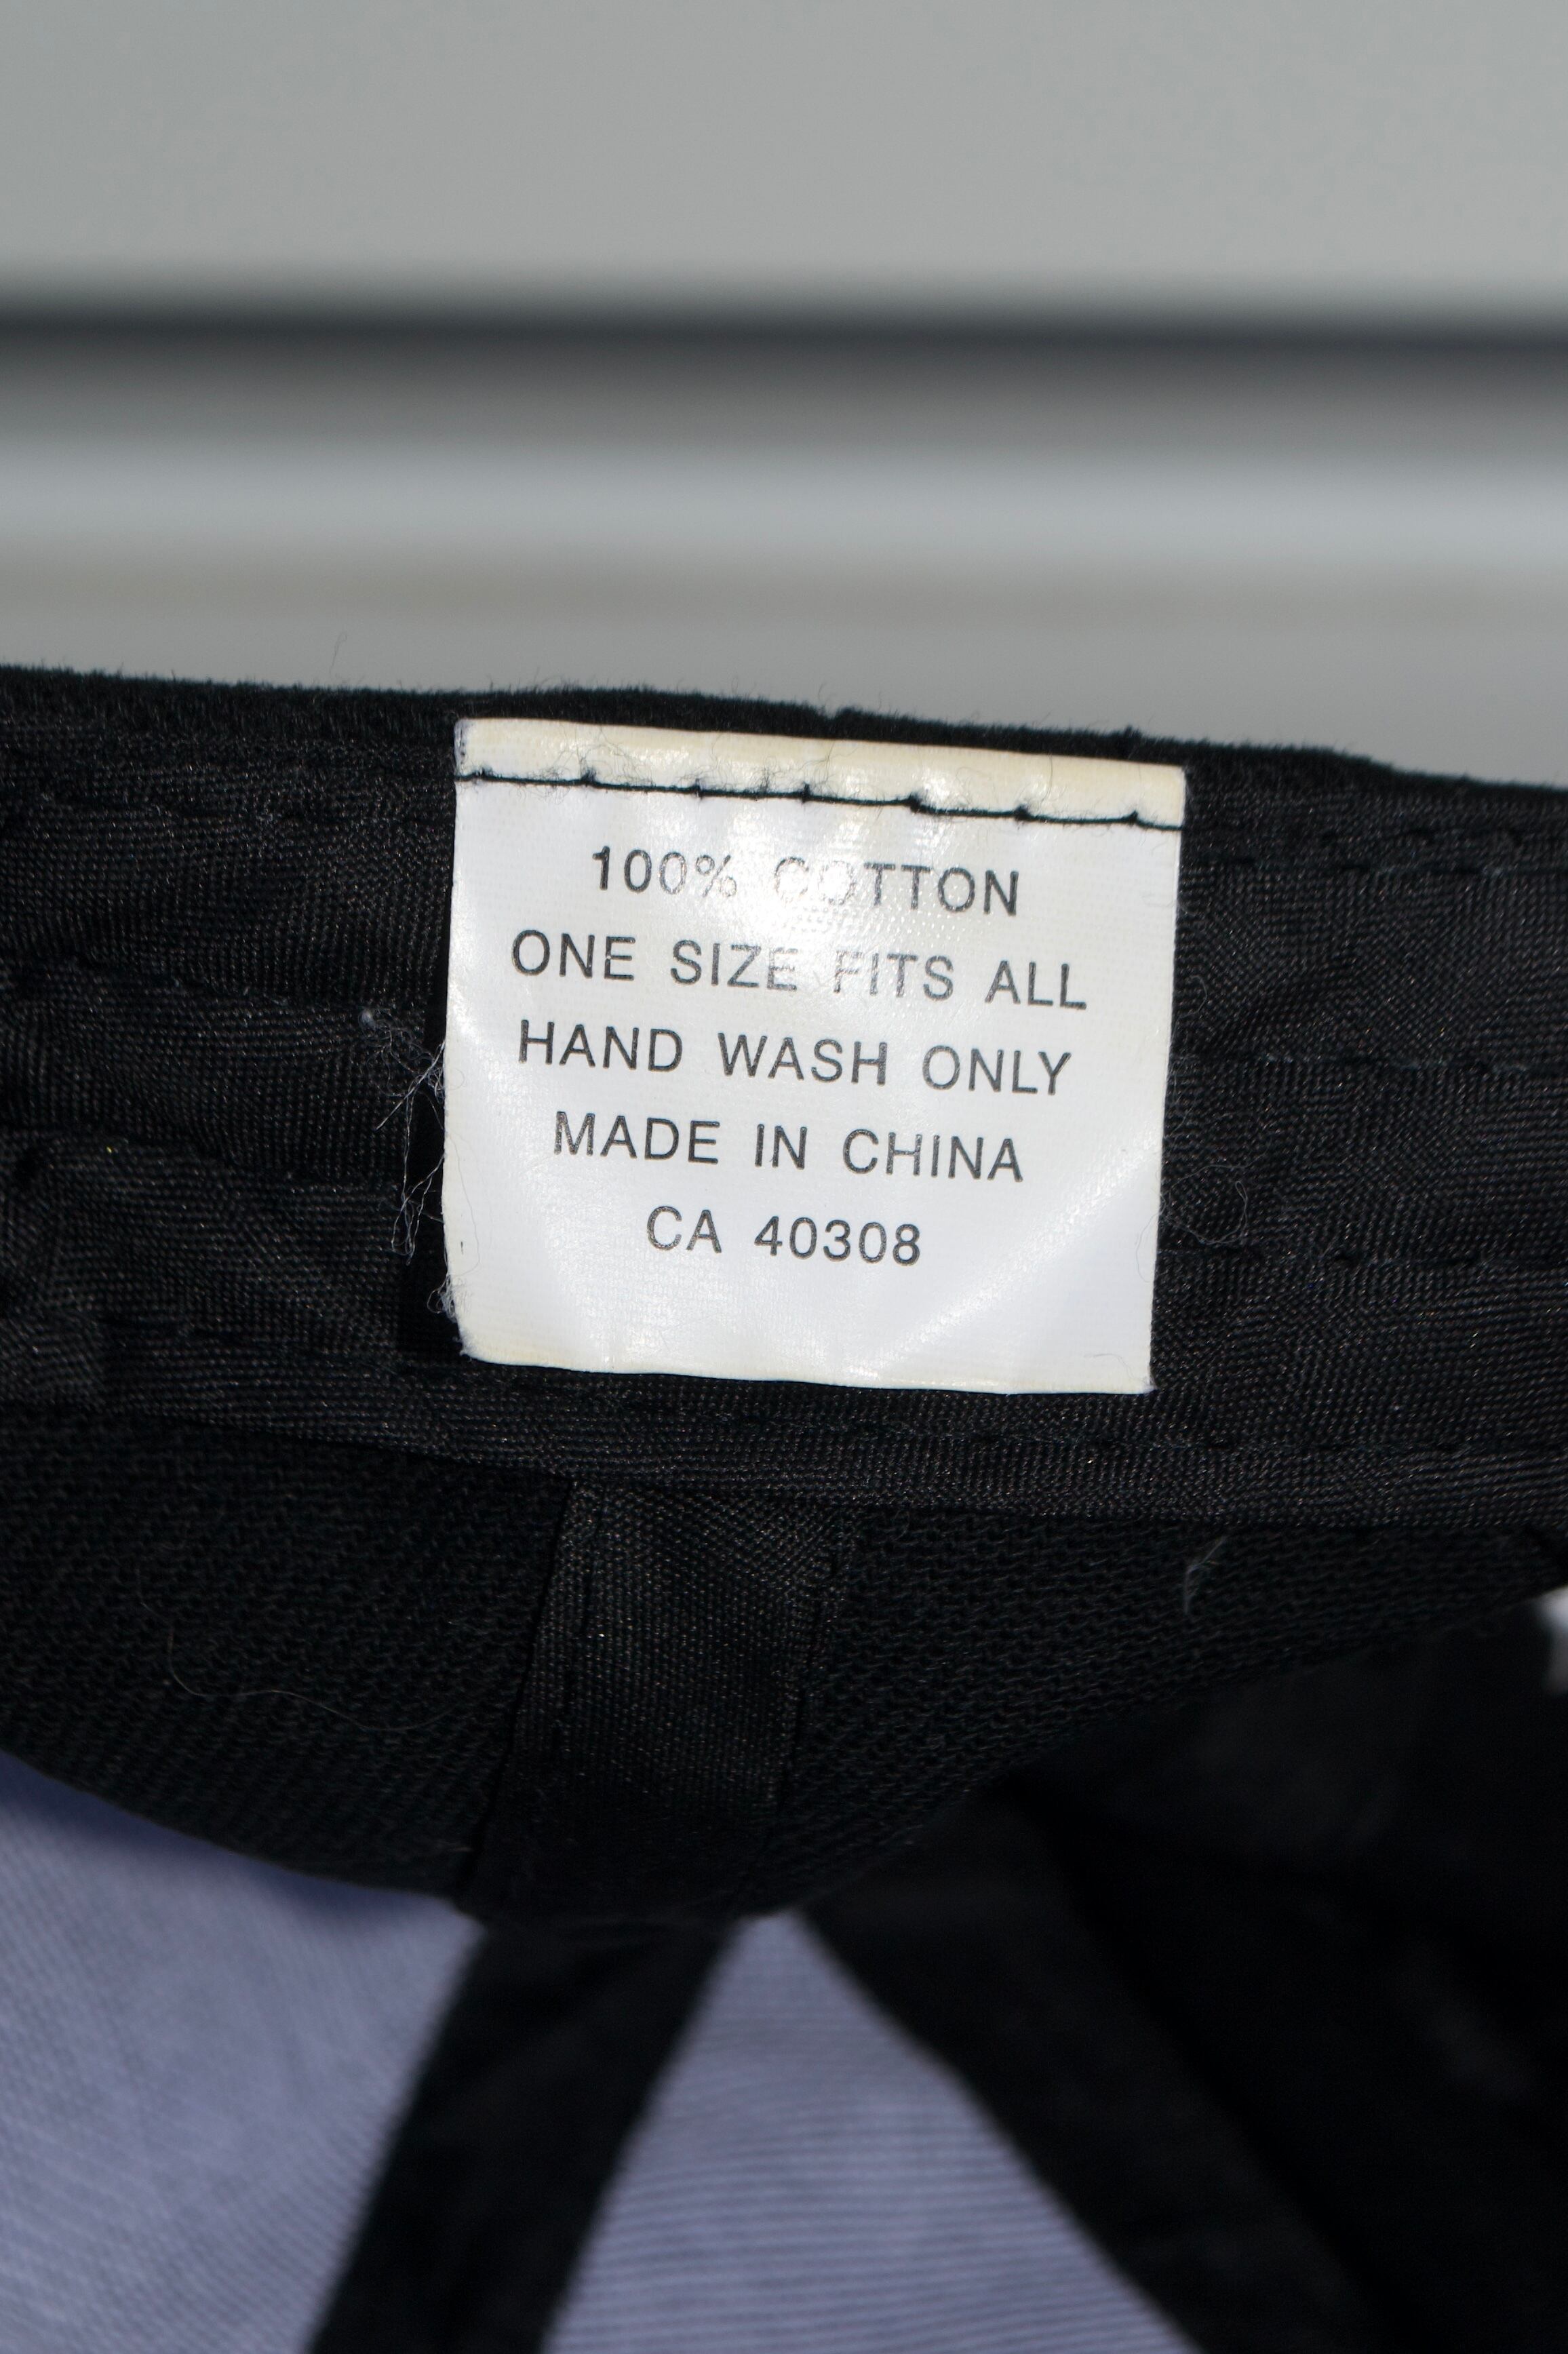 100% COTTON
ONE SIZE FITS ALL
HAND WASH ONLY
MADE IN CHINA
CA 40308